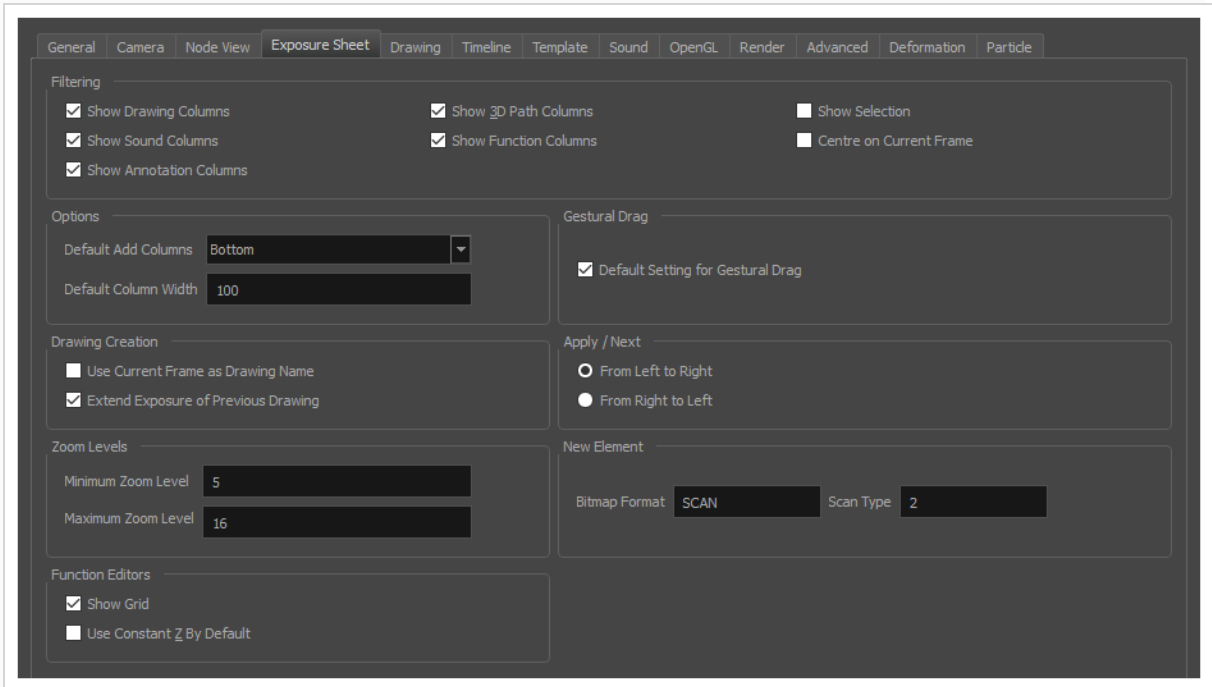 General Camera Node View Exposure Sheet Drawing Timeline Template Sound OpenGL Render Advanced Deformation Particle
Filtering
Show Drawing Columns Show 3D Path Columns Show Selection
Show Sound Columns Show Function Columns Centre on Current Frame
Show Annotation Columns
Options
Default Add Columns Bottom
Default Column Width 100
Gestural Drag
Default Setting for Gestural Drag
Drawing Creation
Use Current Frame as Drawing Name
Extend Exposure of Previous Drawing
Apply / Next
From Left to Right
From Right to Left
Zoom Levels
Minimum Zoom Level 5
Maximum Zoom Level 16
New Element
Bitmap Format SCAN Scan Type 2
Function Editors
Show Grid
Use Constant Z By Default